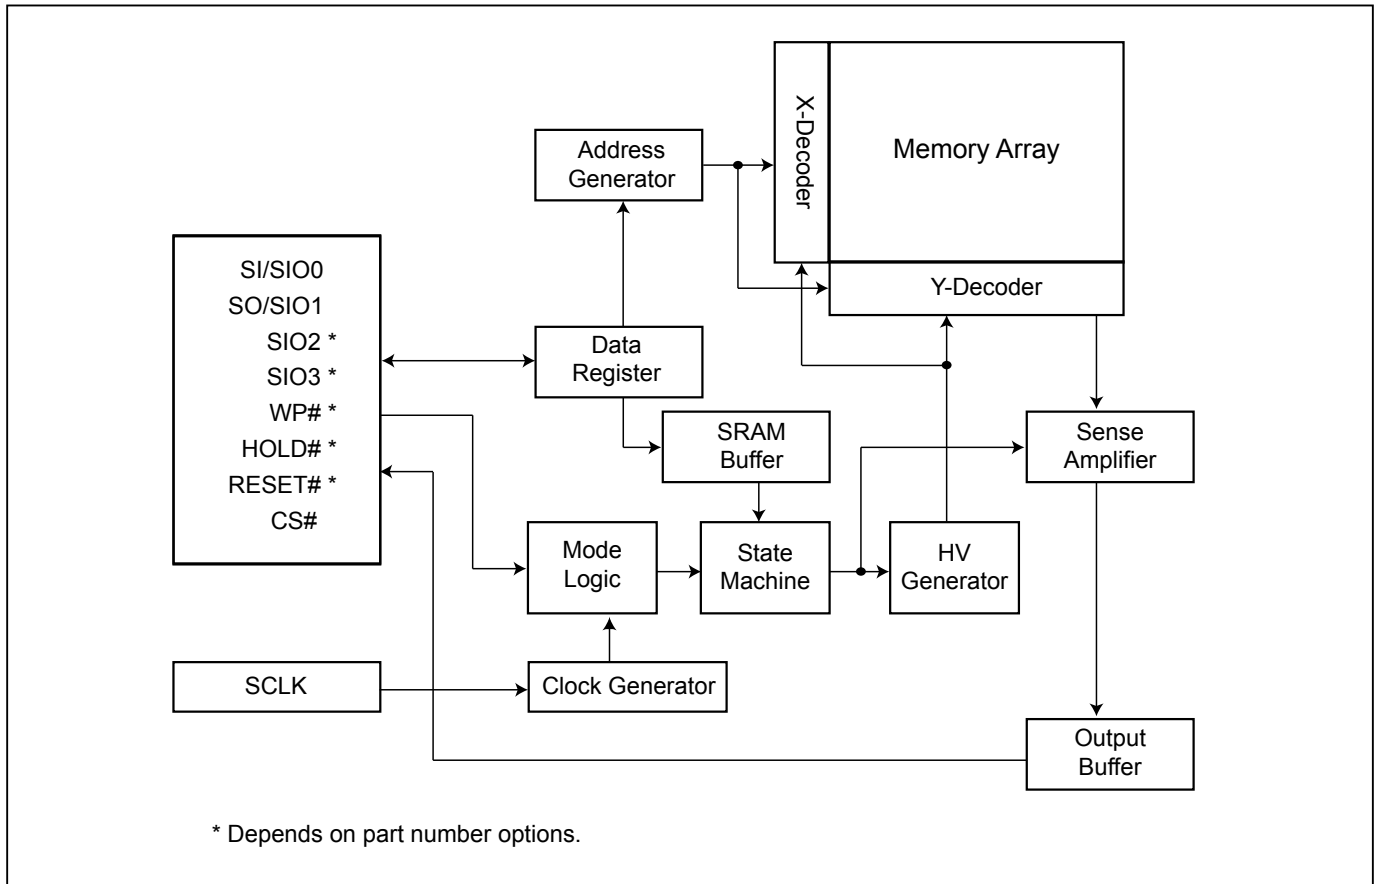 X-Decoder
Memory Array
Address
Generator
SI/SIO0
SO/SIO1
SIO2 *
SIO3 *
WP# *
HOLD# *
RESET# *
CS#
Y-Decoder
Data
Register
SRAM
Buffer
Sense
Amplifier
Mode
Logic
State
Machine
HV
Generator
SCLK
Clock Generator
Output
Buffer
* Depends on part number options.